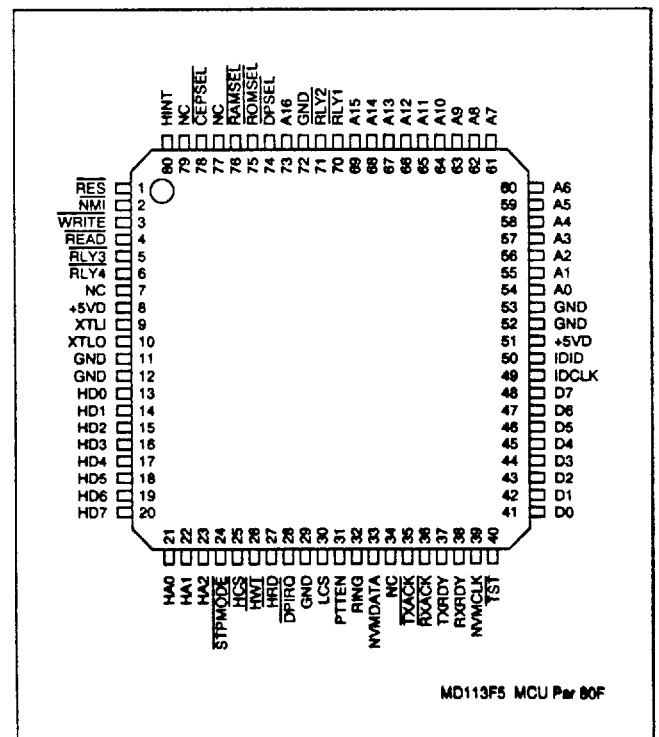 HINT
NC
CEPSEL
NC
RAMSEL
ROMSEL
DPSEL
A16
GND
RLY2
RLY1
A15
A14
A13
A12
A11
A10
A9
A8
A7
80 79 78 77 76 75 74 73 72 71 70 69 68 67 66 65 64 63 62 61
RES 1
NMI 2
WRITE 3
READ 4
RLY3 5
RLY4 6
NC 7
+5VD 8
XTLI 9
XTLO 10
GND 11
GND 12
HD0 13
HD1 14
HD2 15
HD3 16
HD4 17
HD5 18
HD6 19
HD7 20
60 A6
59 A5
58 A4
57 A3
56 A2
55 A1
54 A0
53 GND
52 GND
51 +5VD
50 IDID
49 IDCLK
48 D7
47 D6
46 D5
45 D4
44 D3
43 D2
42 D1
41 D0
21 22 23 24 25 26 27 28 29 30 31 32 33 34 35 36 37 38 39 40
HA0
HA1
HA2
STPMODE
HCS
HWT
HRD
DPIRQ
GND
LCS
PTTEN
RING
NVMDATA
NC
TXACK
RXACK
TXRDY
RXRDY
NVMCLK
TST
MD113F5 MCU Par 80F